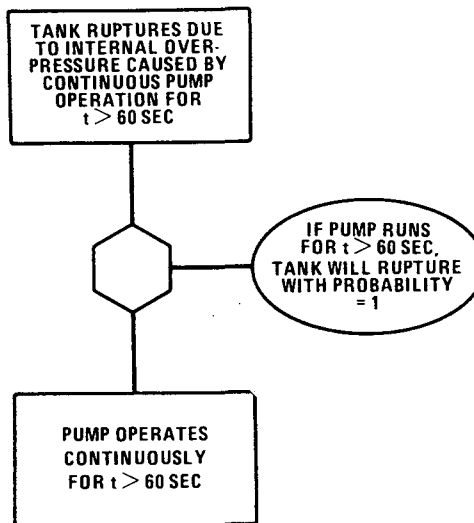 TANK RUPTURES DUE
TO INTERNAL OVER-
PRESSURE CAUSED BY
CONTINUOUS PUMP
OPERATION FOR
t > 60 SEC
IF PUMP RUNS
FOR t > 60 SEC,
TANK WILL RUPTURE
WITH PROBABILITY
= 1
PUMP OPERATES
CONTINUOUSLY
FOR t > 60 SEC